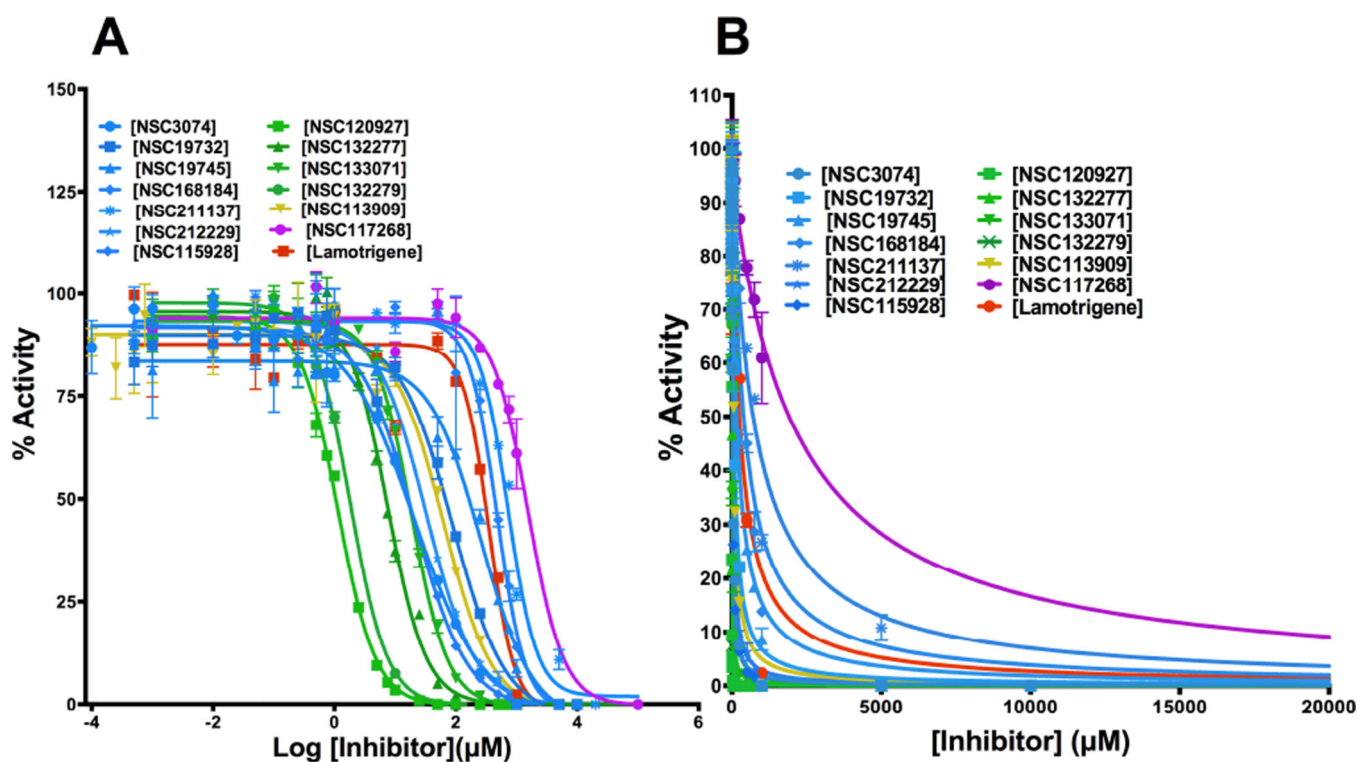 A
150
125
100
75
50
25
0
% Activity
[NSC3074]
[NSC19732]
[NSC19745]
[NSC168184]
[NSC211137]
[NSC212229]
[NSC115928]
[NSC120927]
[NSC132277]
[NSC133071]
[NSC132279]
[NSC113909]
[NSC117268]
[Lamotrigene]
-4 -2 0 2 4 6
Log [Inhibitor](µM)
B
110
100
90
80
70
60
50
40
30
20
10
0
% Activity
[NSC3074]
[NSC19732]
[NSC19745]
[NSC168184]
[NSC211137]
[NSC212229]
[NSC115928]
[NSC120927]
[NSC132277]
[NSC133071]
[NSC132279]
[NSC113909]
[NSC117268]
[Lamotrigene]
0 5000 10000 15000 20000
[Inhibitor] (µM)